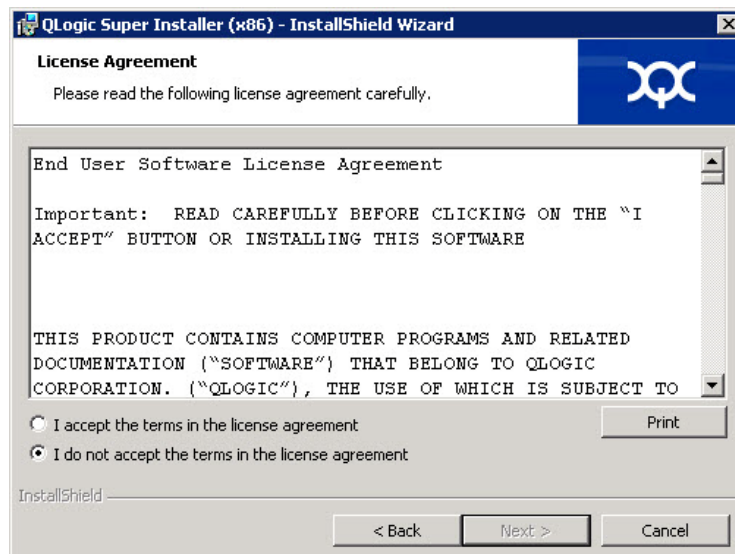 QLogic Super Installer (x86) - InstallShield Wizard
License Agreement
Please read the following license agreement carefully.
End User Software License Agreement
Important:  READ CAREFULLY BEFORE CLICKING ON THE “I
ACCEPT” BUTTON OR INSTALLING THIS SOFTWARE
THIS PRODUCT CONTAINS COMPUTER PROGRAMS AND RELATED
DOCUMENTATION (“SOFTWARE”) THAT BELONG TO QLOGIC
CORPORATION. (“QLOGIC”), THE USE OF WHICH IS SUBJECT TO
I accept the terms in the license agreement
Print
I do not accept the terms in the license agreement
InstallShield
< Back
Next >
Cancel